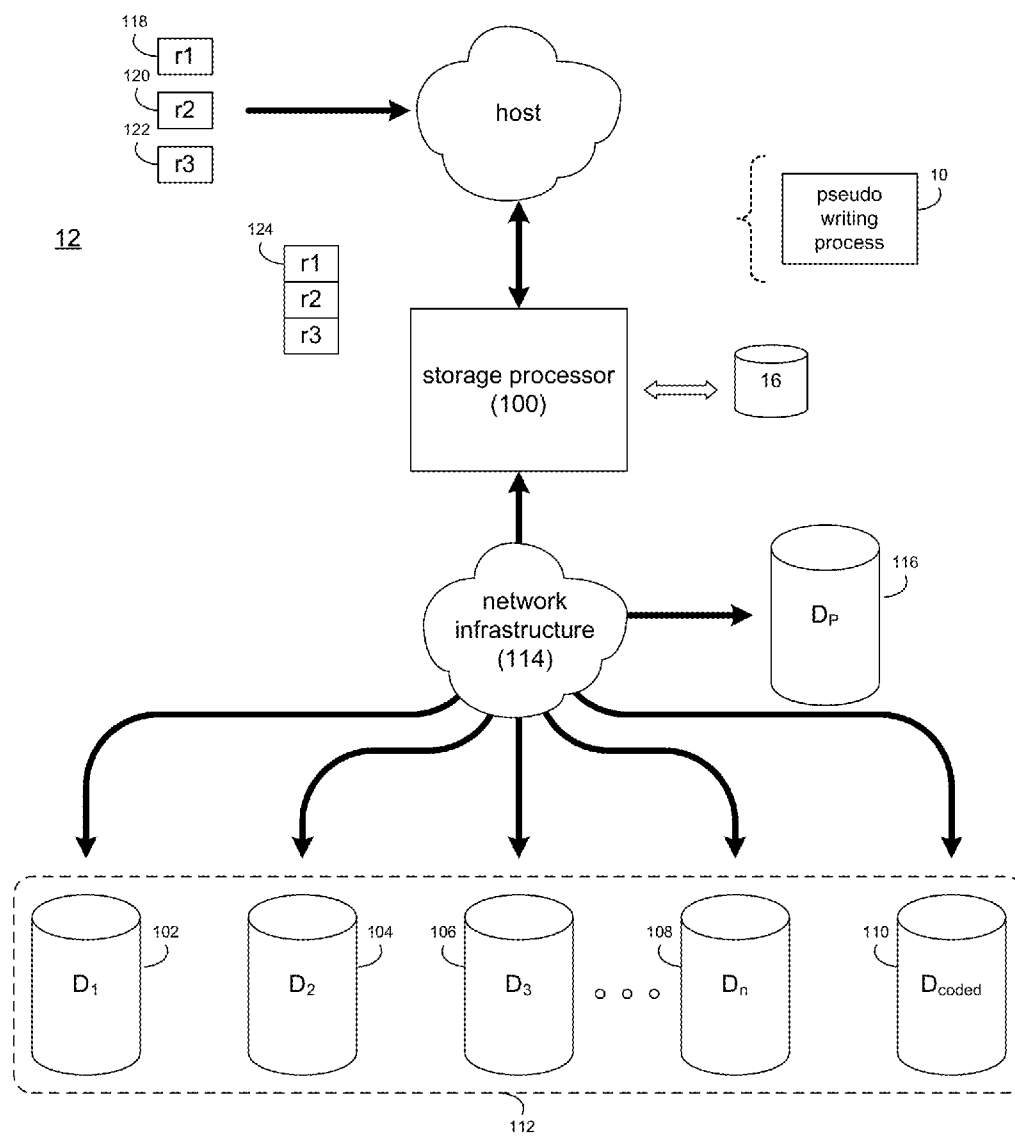 118
r1
120
r2
122
r3
host
10
pseudo
writing
process
12
124
r1
r2
r3
storage processor
(100)
16
network
infrastructure
(114)
116
DP
102
D1
104
D2
106
D3
108
Dn
110
Dcoded
112